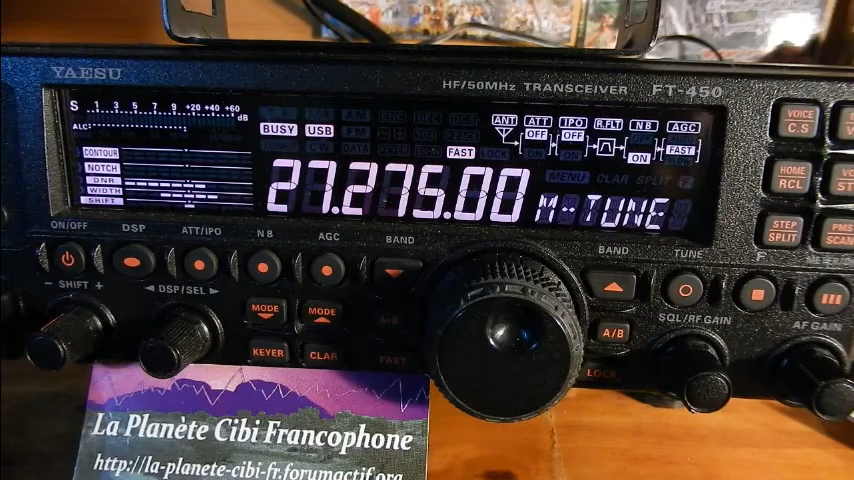 YAESU
HF/50MHz TRANSCEIVER FT-450
S 1 3 5 7 9 +20 +40 +60 dB
ALC
BUSY USB
FAST LOCK
ANT ATT IPO R.FLT NB AGC
OFF OFF
ON ON ON FAST
CONTOUR
NOTCH
DNR
WIDTH
SHIFT
MENU CLAR SPLIT F
27.275.00 M-TUNE
VOICE
C.S
HOME
RCL
STEP
SPLIT
PMS
SCAN
ON/OFF DSP ATT/IPO NB AGC BAND BAND TUNE F
- SHIFT + ◄ DSP/SEL ►
MODE MODE
KEYER CLAR
A=B
FAST
A/B
LOCK
SQL/RF GAIN AF GAIN
La Planète Cibi Francophone
http://la-planete-cibi-fr.forumactif.org